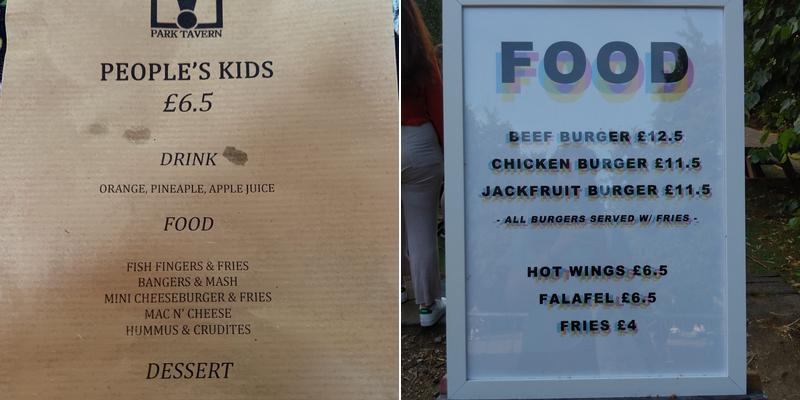 PARK TAVERN
PEOPLE'S KIDS
£6.5
DRINK
ORANGE, PINEAPLE, APPLE JUICE
FOOD
FISH FINGERS & FRIES
BANGERS & MASH
MINI CHEESEBURGER & FRIES
MAC N' CHEESE
HUMMUS & CRUDITES
DESSERT
FOOD
BEEF BURGER £12.5
CHICKEN BURGER £11.5
JACKFRUIT BURGER £11.5
- ALL BURGERS SERVED W/ FRIES -
HOT WINGS £6.5
FALAFEL £6.5
FRIES £4